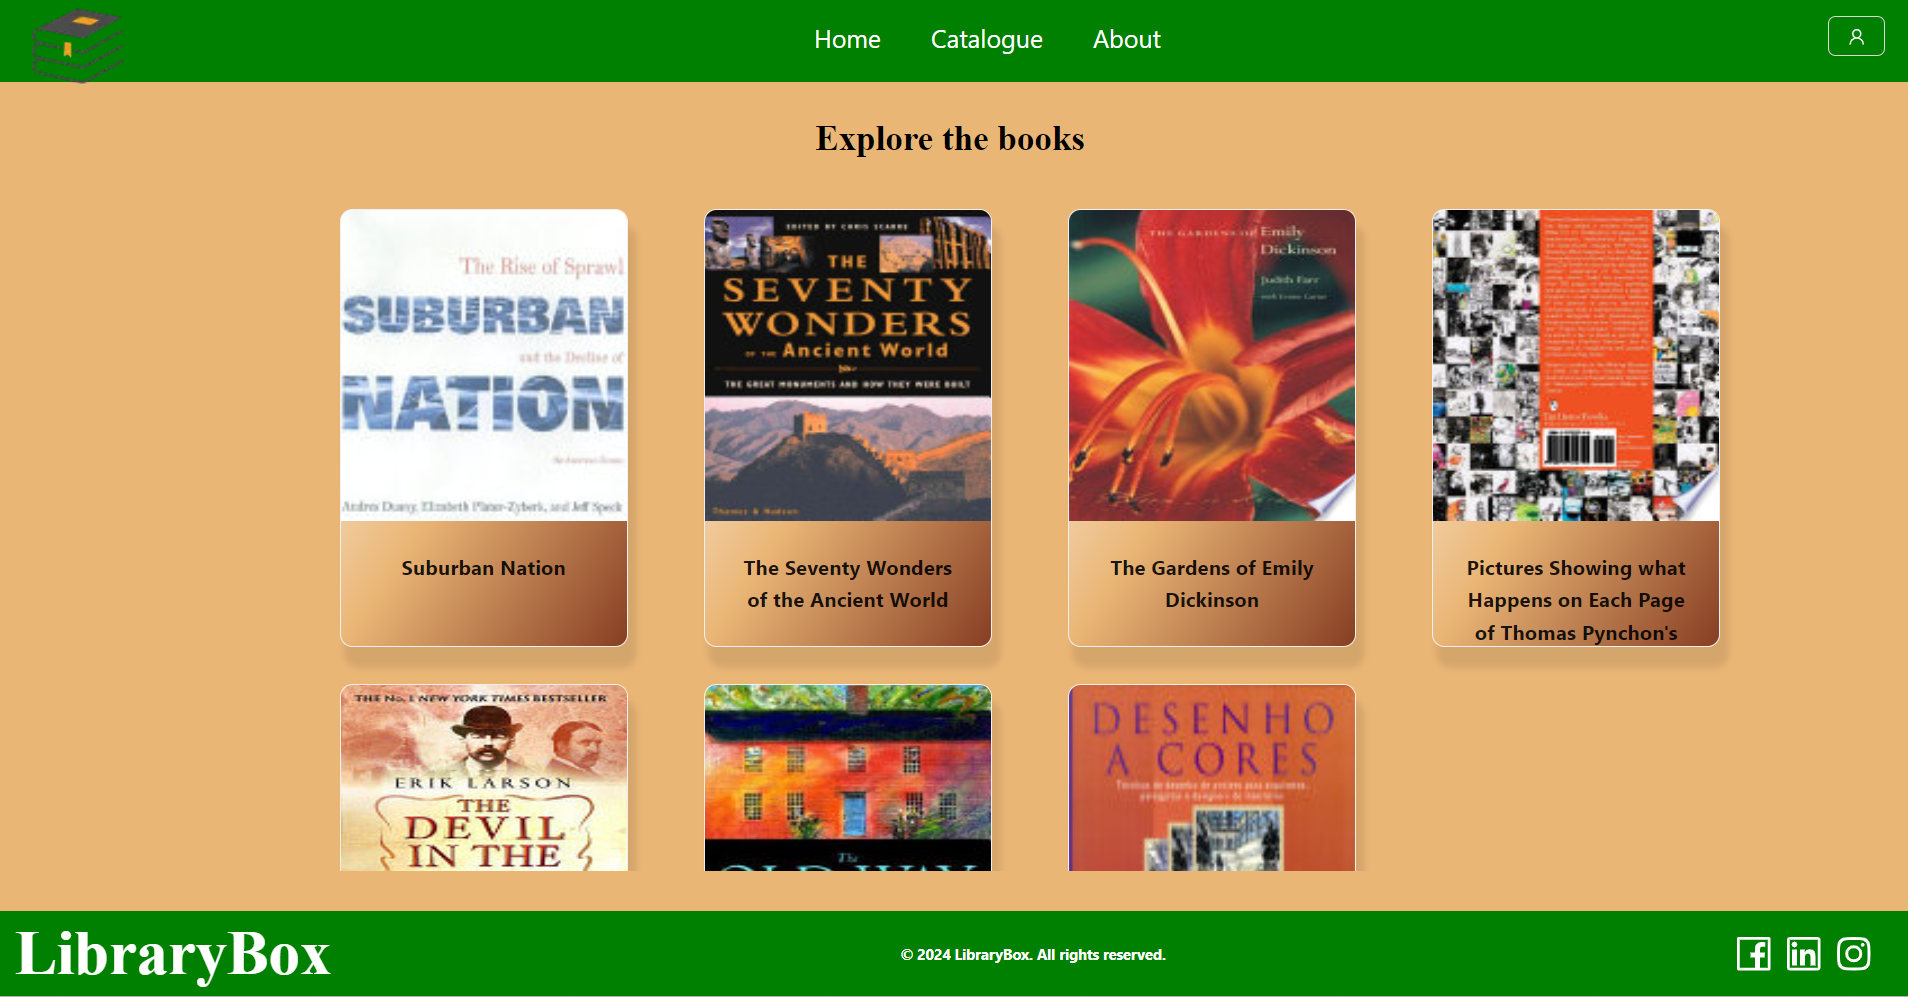 Home
Catalogue
About
Explore the books
The Rise of Sprawl
SUBURBAN
and the Decline of
NATION
Andres Duany, Elizabeth Plater-Zyberk, and Jeff Speck
Suburban Nation
EDITED BY CHRIS SCARRE
THE
SEVENTY
WONDERS
OF THE Ancient World
THE GREAT MONUMENTS AND HOW THEY WERE BUILT
Thames & Hudson
The Seventy Wonders
of the Ancient World
THE GARDENS OF Emily
Dickinson
Judith Farr
with Louise Carter
The Gardens of Emily
Dickinson
Pictures Showing what
Happens on Each Page
of Thomas Pynchon's
THE No. 1 NEW YORK TIMES BESTSELLER
ERIK LARSON
THE
DEVIL
IN THE
The
OLD WAY
DESENHO
A CORES
LibraryBox
© 2024 LibraryBox. All rights reserved.